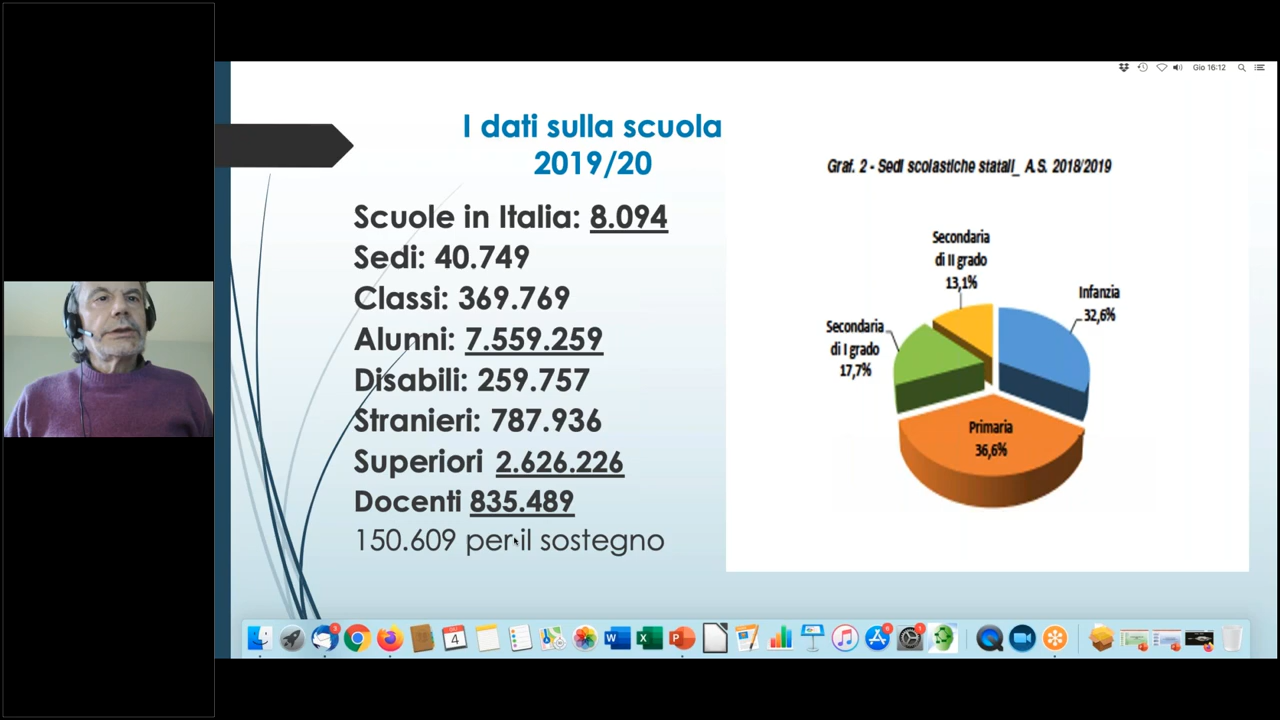 Gio 16:12
I dati sulla scuola
2019/20
Scuole in Italia: 8.094
Sedi: 40.749
Classi: 369.769
Alunni: 7.559.259
Disabili: 259.757
Stranieri: 787.936
Superiori 2.626.226
Docenti 835.489
150.609 per il sostegno
Graf. 2 - Sedi scolastiche statali_ A.S. 2018/2019
Secondaria
di II grado
13,1%
Infanzia
32,6%
Secondaria
di I grado
17,7%
Primaria
36,6%
4
W
X
P